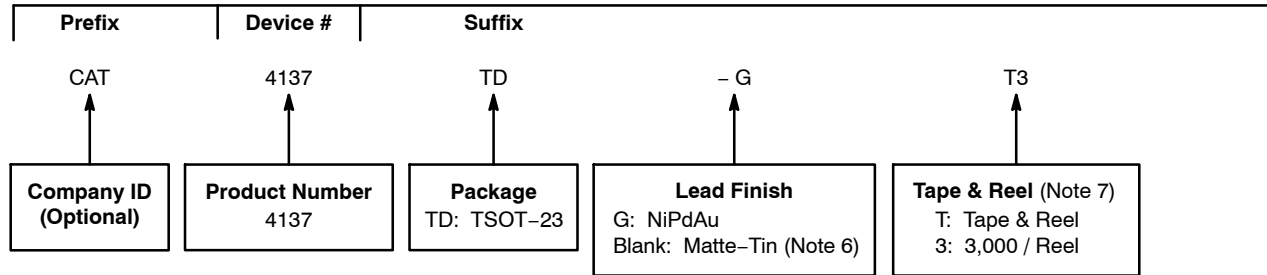 Prefix Device # Suffix
CAT 4137 TD – G T3
Company ID
(Optional)
Product Number
4137
Package
TD: TSOT–23
Lead Finish
G: NiPdAu
Blank: Matte–Tin (Note 6)
Tape & Reel (Note 7)
T: Tape & Reel
3: 3,000 / Reel